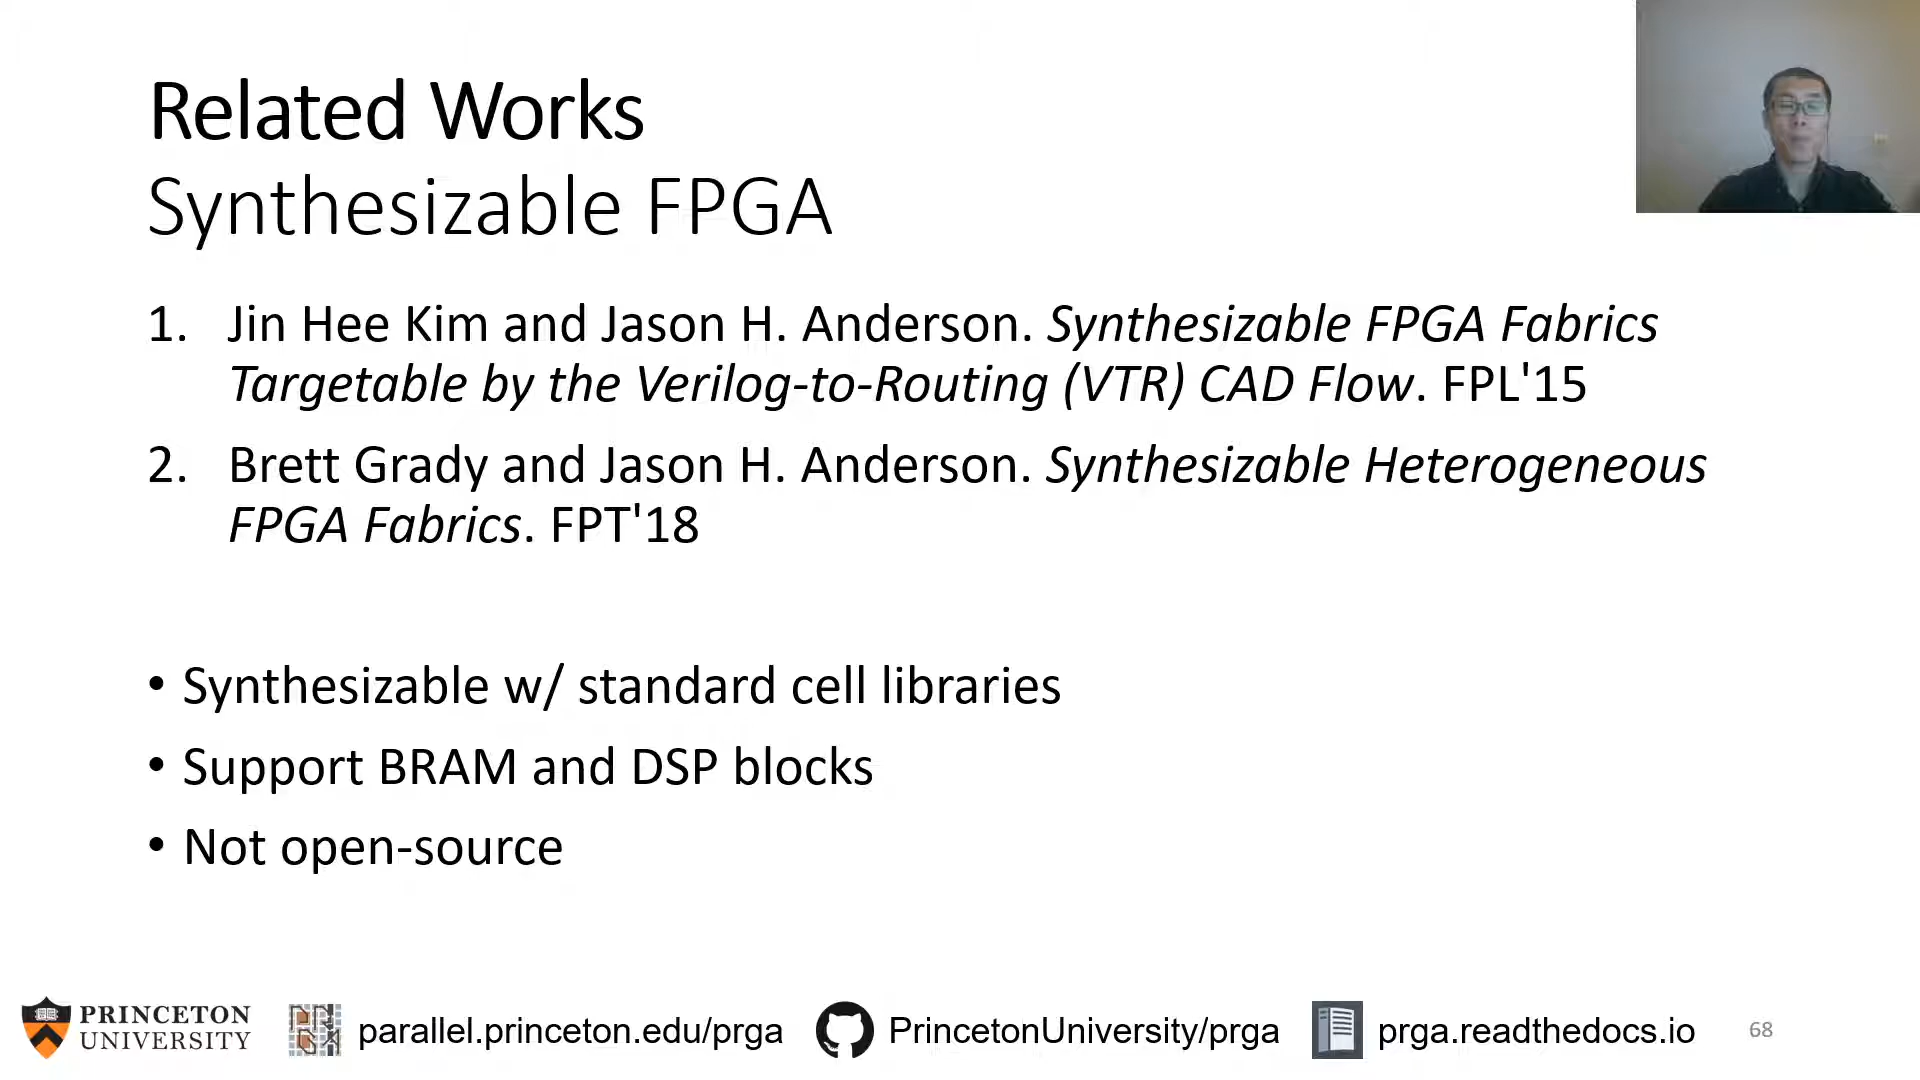 Related Works
Synthesizable FPGA
1. Jin Hee Kim and Jason H. Anderson. Synthesizable FPGA Fabrics
Targetable by the Verilog-to-Routing (VTR) CAD Flow. FPL'15
2. Brett Grady and Jason H. Anderson. Synthesizable Heterogeneous
FPGA Fabrics. FPT'18
• Synthesizable w/ standard cell libraries
• Support BRAM and DSP blocks
• Not open-source
PRINCETON
UNIVERSITY
parallel.princeton.edu/prga
PrincetonUniversity/prga
prga.readthedocs.io
68